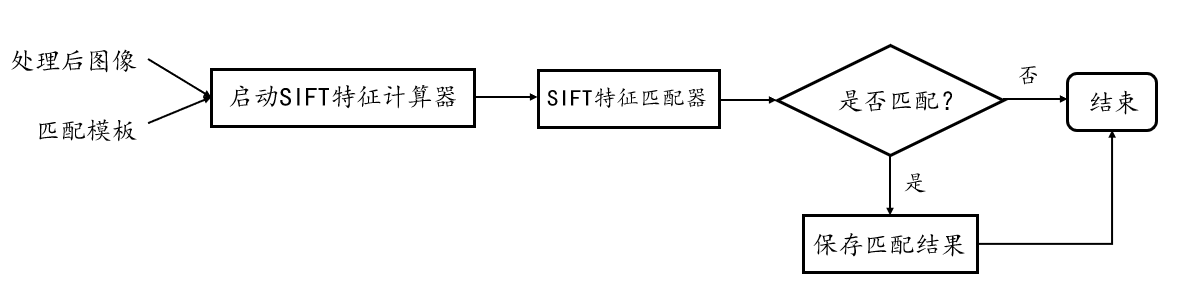 处理后图像
匹配模板
启动SIFT特征计算器
SIFT特征匹配器
是否匹配？
否
结束
是
保存匹配结果